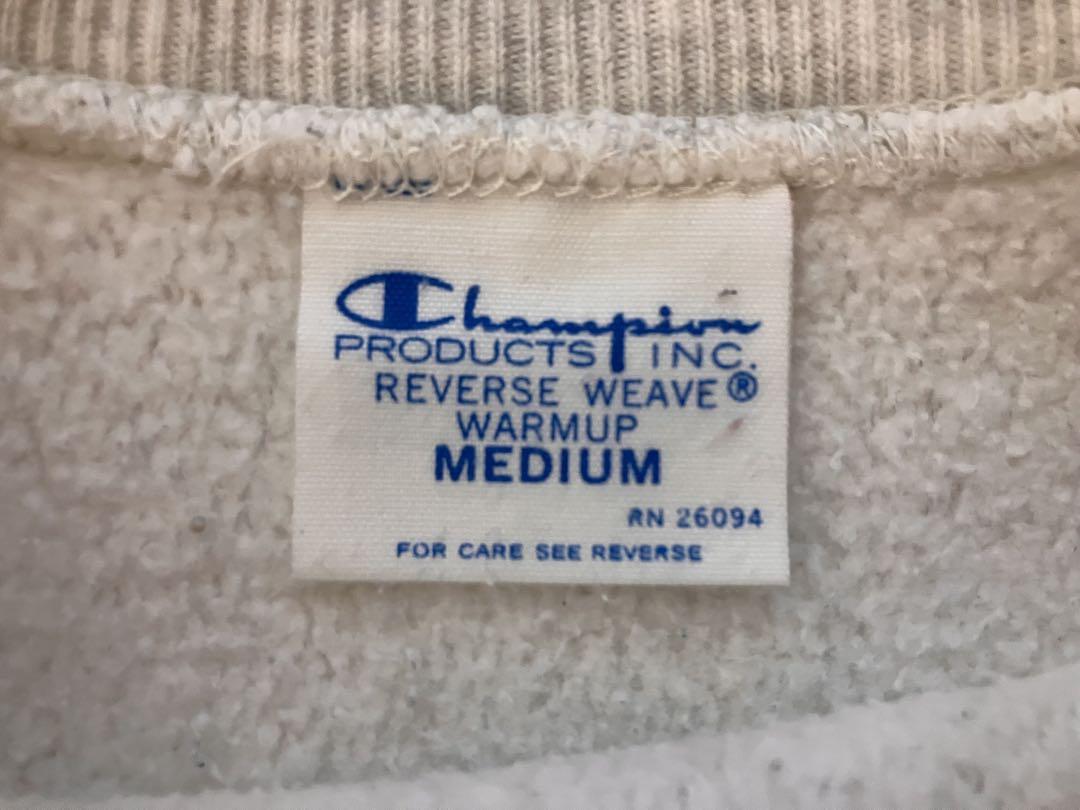 Champion
PRODUCTS INC.
REVERSE WEAVE®
WARMUP
MEDIUM
RN 26094
FOR CARE SEE REVERSE